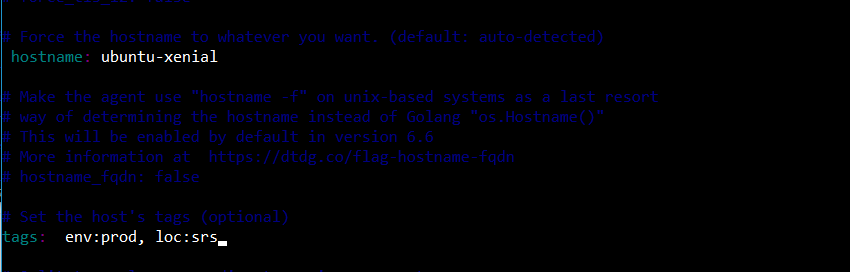 # Force the hostname to whatever you want. (default: auto-detected)
hostname: ubuntu-xenial
# Make the agent use "hostname -f" on unix-based systems as a last resort
# way of determining the hostname instead of Golang "os.Hostname()"
# This will be enabled by default in version 6.6
# More information at  https://dtdg.co/flag-hostname-fqdn
# hostname_fqdn: false
# Set the host's tags (optional)
tags:  env:prod, loc:srs